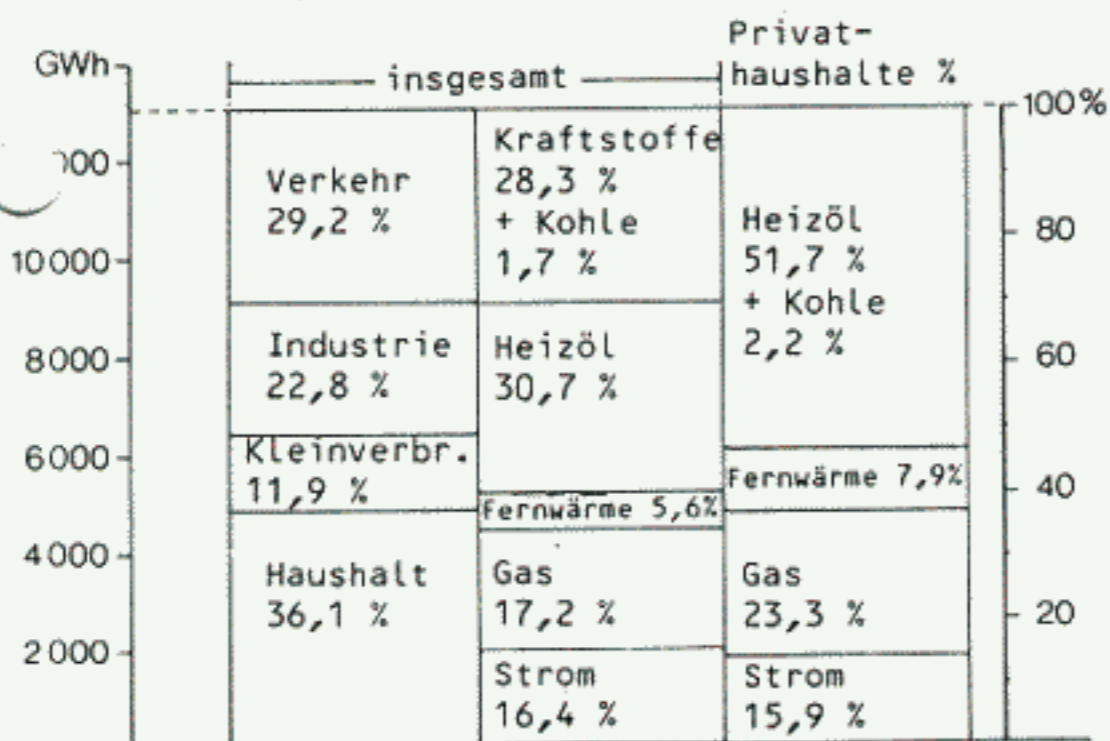 GWh
insgesamt
Privat-
haushalte %
100%
10000
8000
6000
4000
2000
80
60
40
20
Verkehr
29,2 %
Industrie
22,8 %
Kleinverbr.
11,9 %
Haushalt
36,1 %
Kraftstoffe
28,3 %
+ Kohle
1,7 %
Heizöl
30,7 %
Fernwärme 5,6%
Gas
17,2 %
Strom
16,4 %
Heizöl
51,7 %
+ Kohle
2,2 %
Fernwärme 7,9%
Gas
23,3 %
Strom
15,9 %